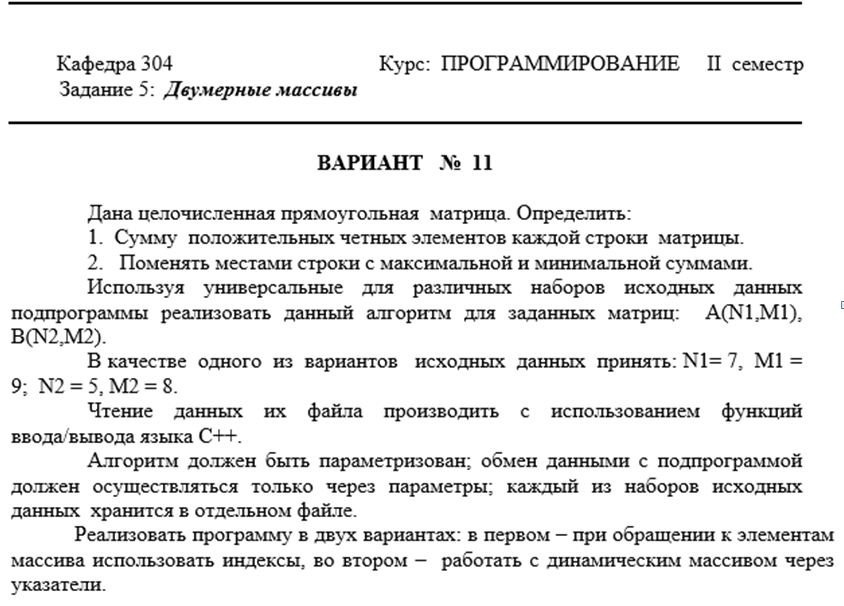 Кафедра 304 Курс: ПРОГРАММИРОВАНИЕ II семестр
Задание 5: Двумерные массивы
ВАРИАНТ № 11
Дана целочисленная прямоугольная матрица. Определить:
1. Сумму положительных четных элементов каждой строки матрицы.
2. Поменять местами строки с максимальной и минимальной суммами.
Используя универсальные для различных наборов исходных данных
подпрограммы реализовать данный алгоритм для заданных матриц: A(N1,M1),
B(N2,M2).
В качестве одного из вариантов исходных данных принять: N1= 7, M1 =
9; N2 = 5, M2 = 8.
Чтение данных их файла производить с использованием функций
ввода/вывода языка С++.
Алгоритм должен быть параметризован; обмен данными с подпрограммой
должен осуществляться только через параметры; каждый из наборов исходных
данных хранится в отдельном файле.
Реализовать программу в двух вариантах: в первом – при обращении к элементам
массива использовать индексы, во втором – работать с динамическим массивом через
указатели.